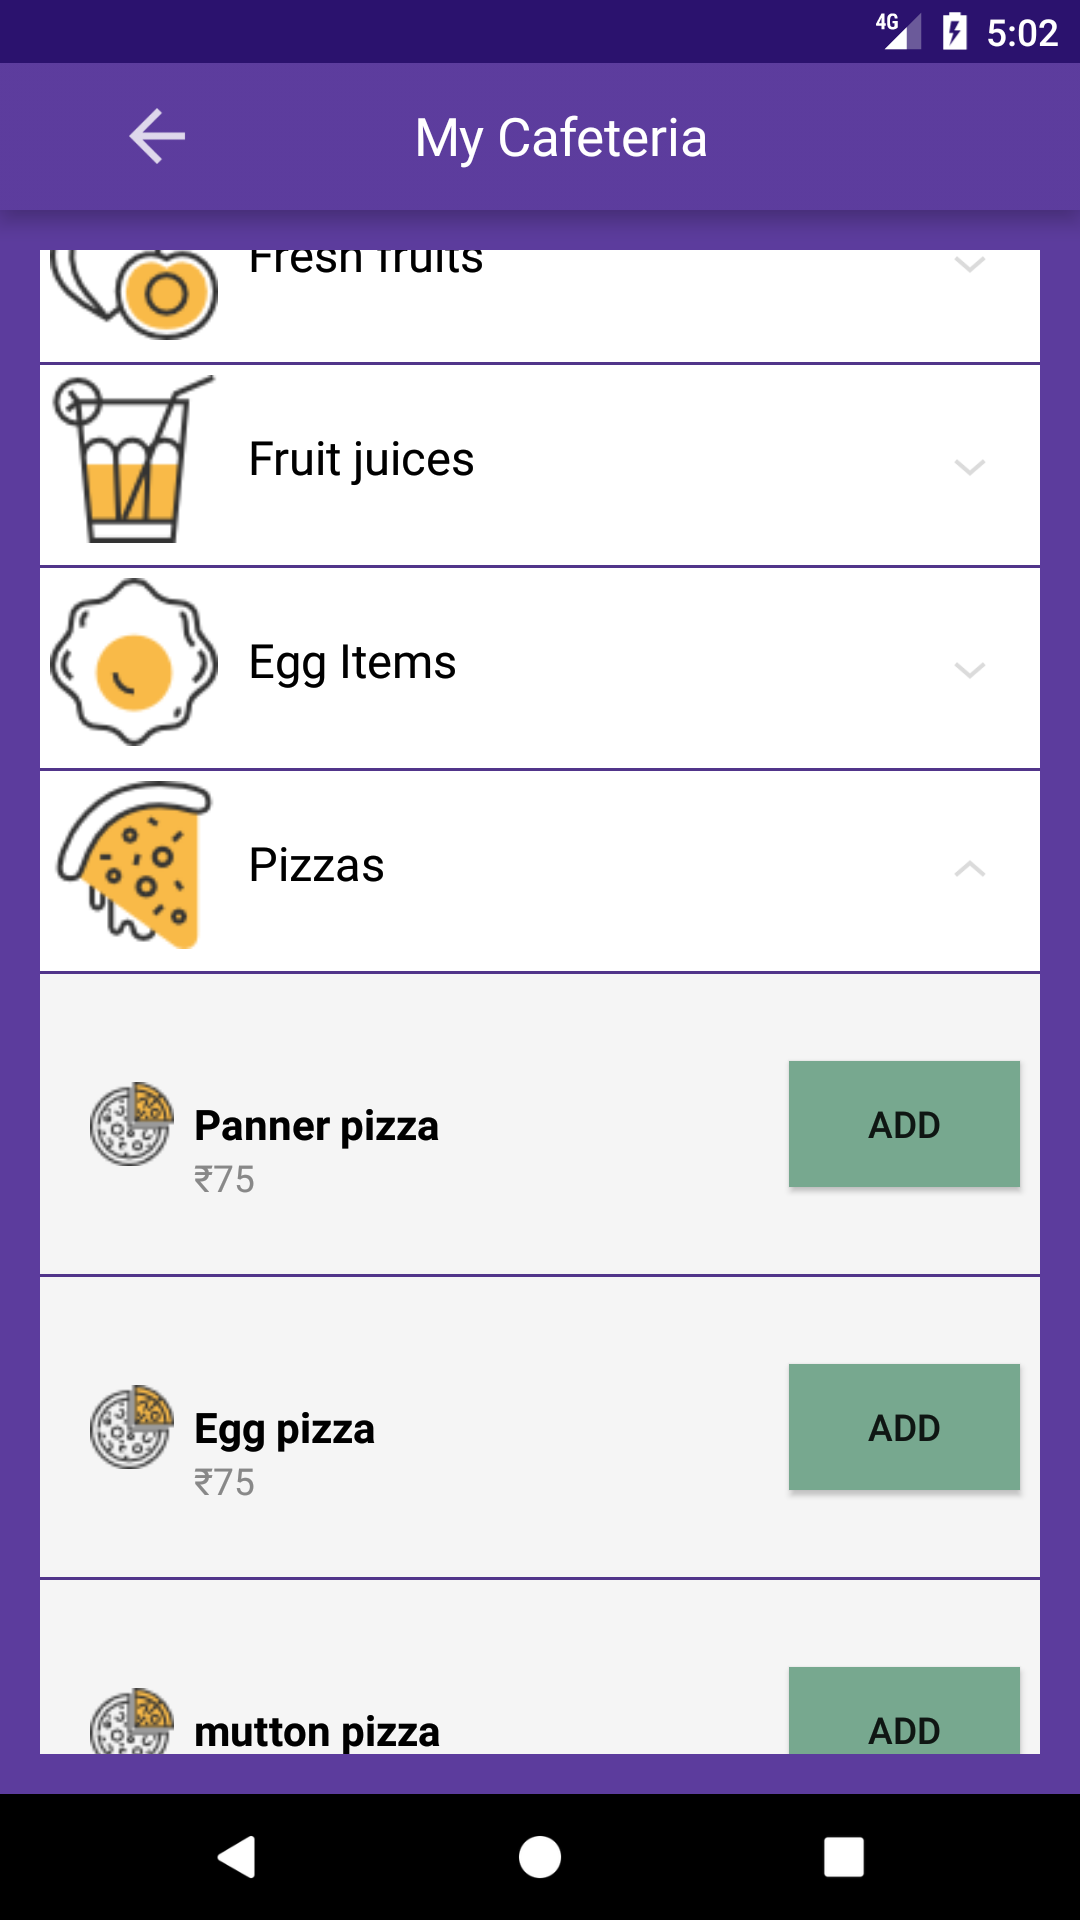 4G 5:02
My Cafeteria
Fresh fruits
Fruit juices
Egg Items
Pizzas
Panner pizza
₹75
ADD
Egg pizza
₹75
ADD
mutton pizza
ADD